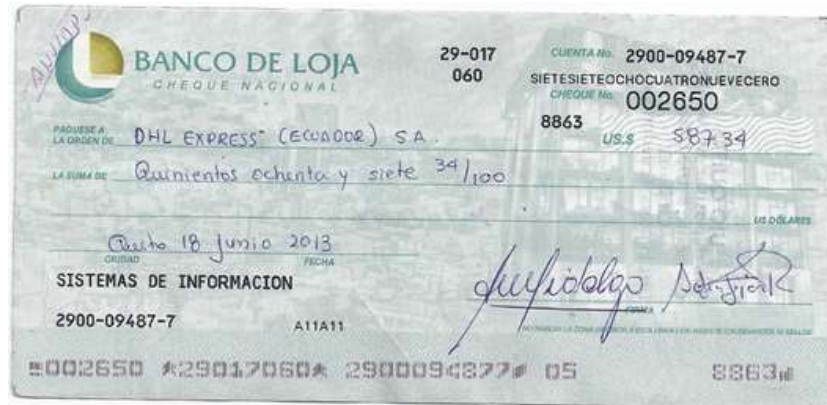 ANULAR
BANCO DE LOJA
CHEQUE NACIONAL
29-017
060
CUENTA No. 2900-09487-7
SIETESIETEOCHOCUATRONUEVECERO
CHEQUE No. 002650
8863
US.$ 587.34
PAGUESE A
LA ORDEN DE DHL EXPRESS (ECUADOR) S.A.
LA SUMA DE Quinientos ochenta y siete 34/100
US DÓLARES
Quito 18 junio 2013
CIUDAD FECHA
SISTEMAS DE INFORMACION
FIRMA
2900-09487-7 A11A11
002650 29017060 2900094877 05 8863